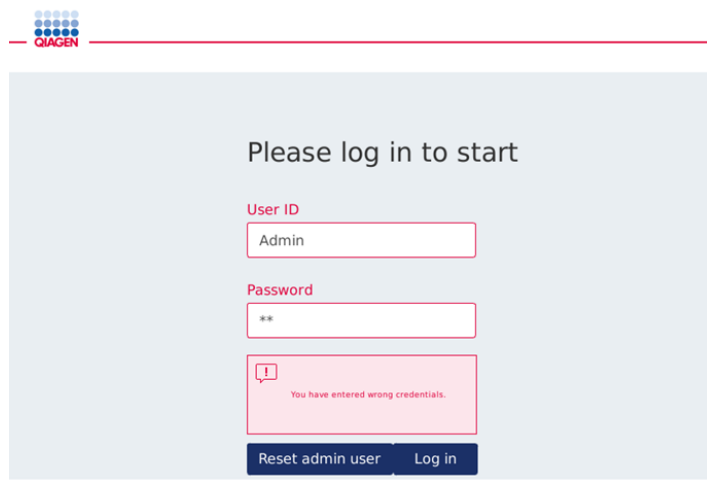 QIAGEN
Please log in to start
User ID
Admin
Password
**
!
You have entered wrong credentials.
Reset admin user Log in